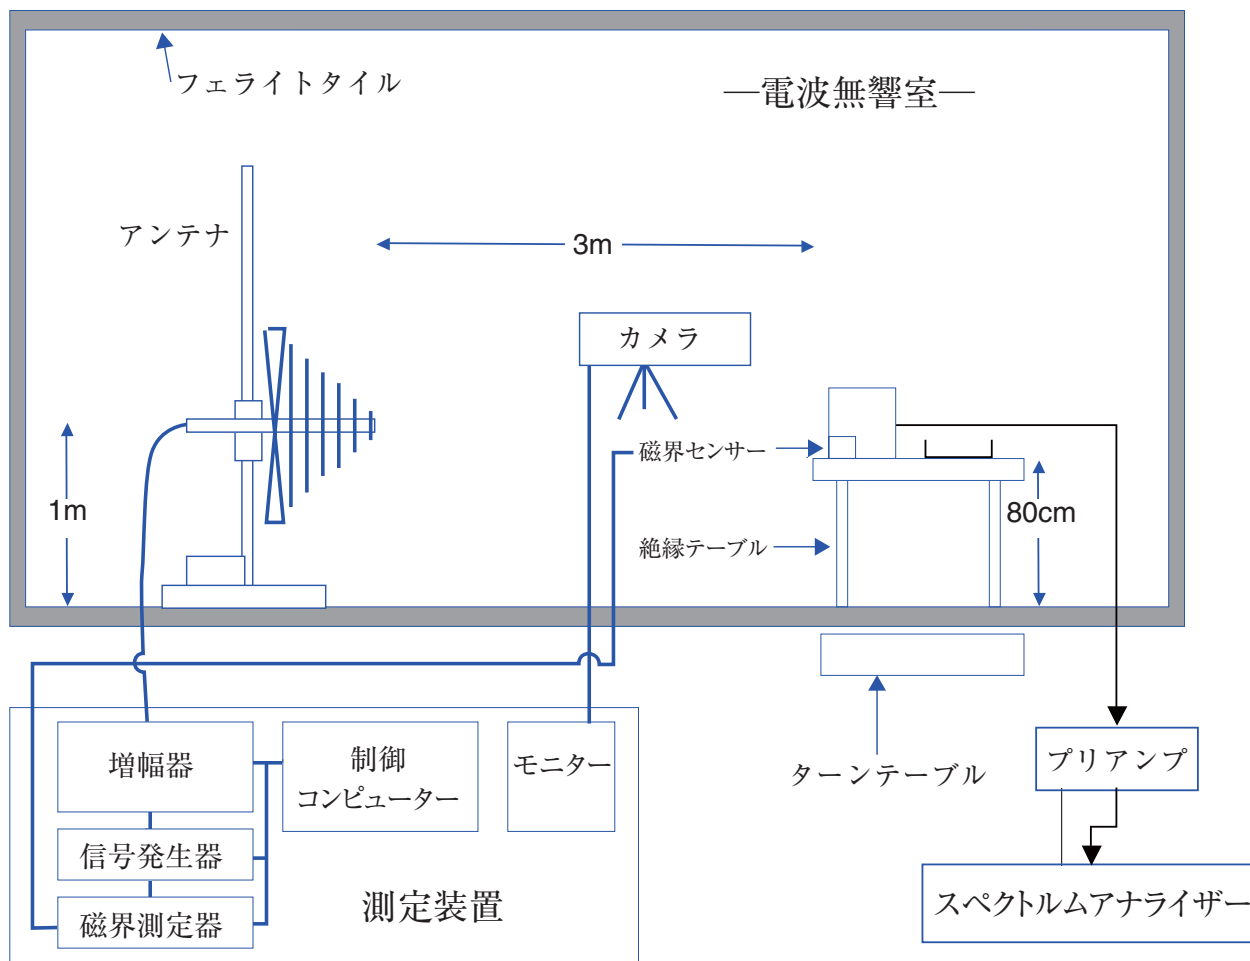 フェライトタイル
―電波無響室―
アンテナ
3m
カメラ
磁界センサー
1m
80cm
絶縁テーブル
増幅器
制御
コンピューター
モニター
ターンテーブル
プリアンプ
信号発生器
測定装置
スペクトルムアナライザー
磁界測定器